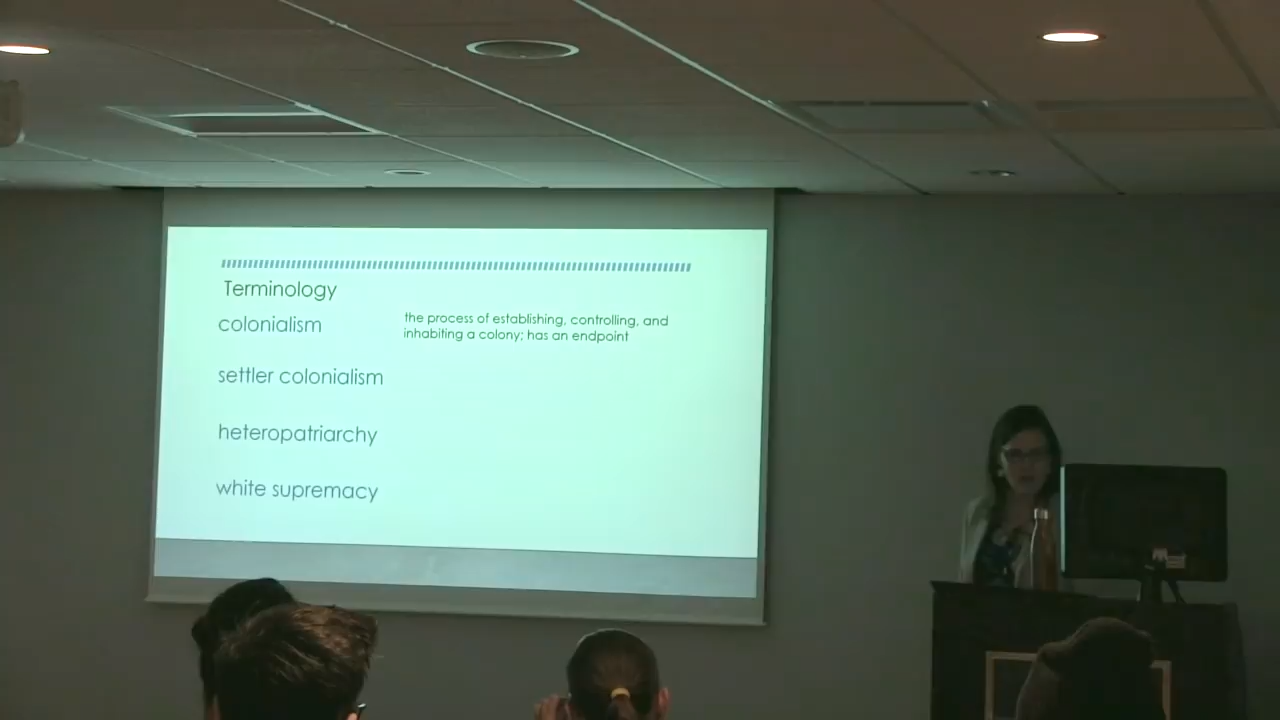 Terminology
colonialism
the process of establishing, controlling, and
inhabiting a colony; has an endpoint
settler colonialism
heteropatriarchy
white supremacy